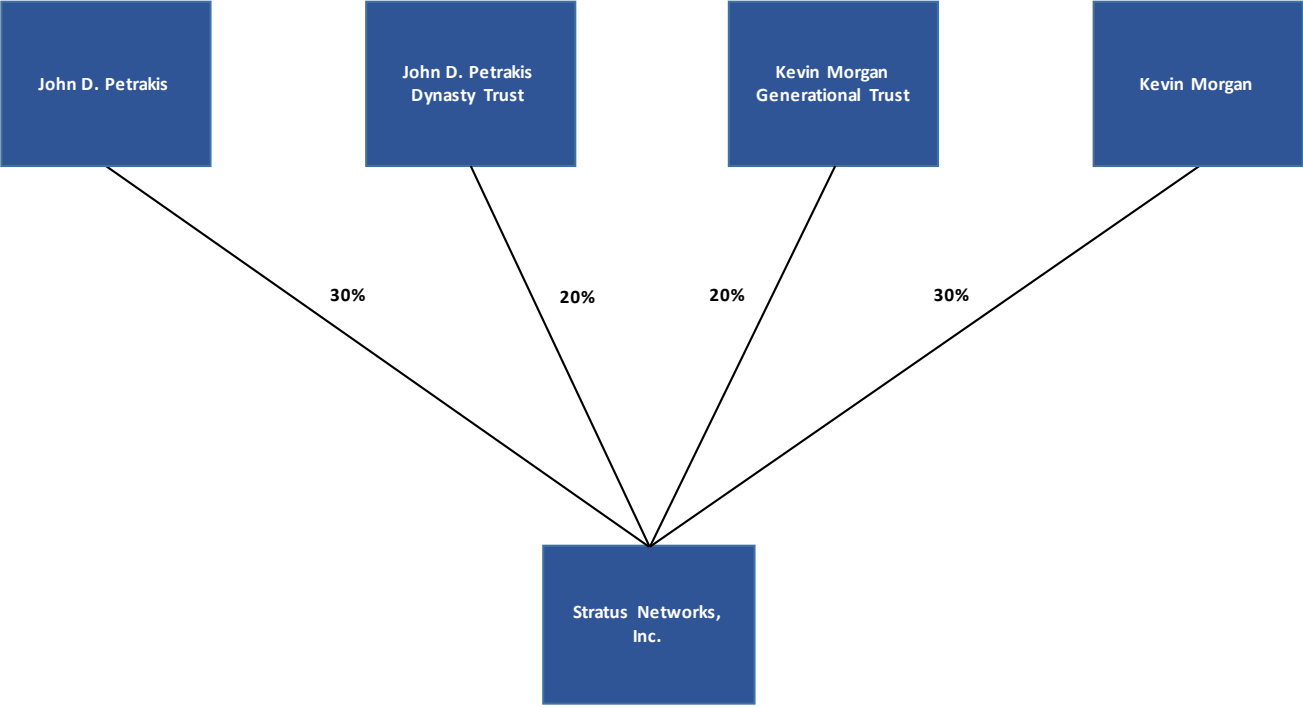 John D. Petrakis
John D. Petrakis
Dynasty Trust
Kevin Morgan
Generational Trust
Kevin Morgan
30%
20%
20%
30%
Stratus Networks,
Inc.